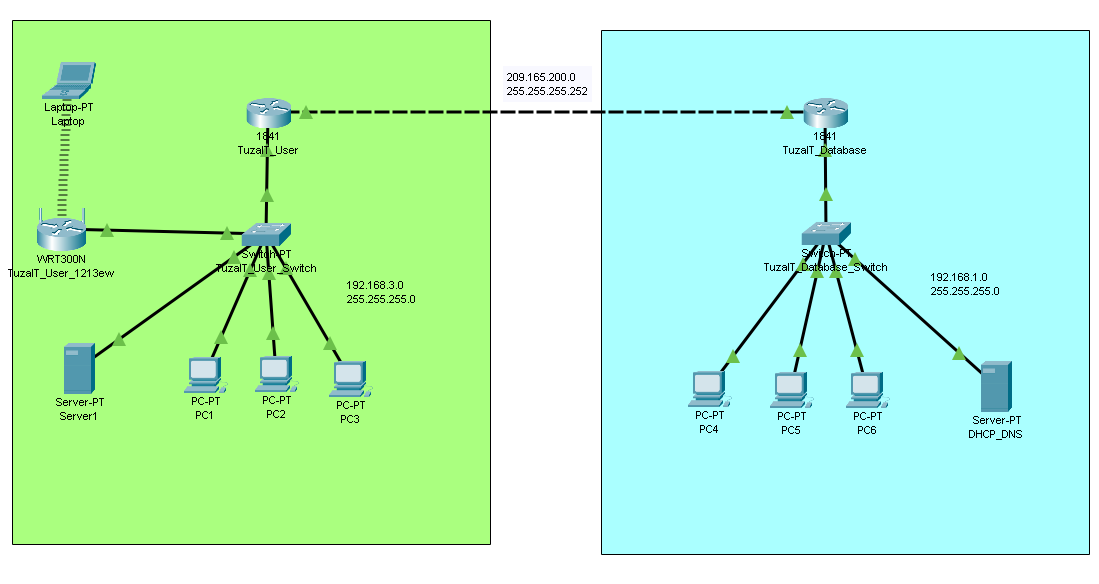 Laptop-PT
Laptop
WRT300N
TuzaIT_User_1213ew
1841
TuzaIT_User
Switch-PT
TuzaIT_User_Switch
192.168.3.0
255.255.255.0
Server-PT
Server1
PC-PT
PC1
PC-PT
PC2
PC-PT
PC3
209.165.200.0
255.255.255.252
1841
TuzaIT_Database
Switch-PT
TuzaIT_Database_Switch
192.168.1.0
255.255.255.0
PC-PT
PC4
PC-PT
PC5
PC-PT
PC6
Server-PT
DHCP_DNS